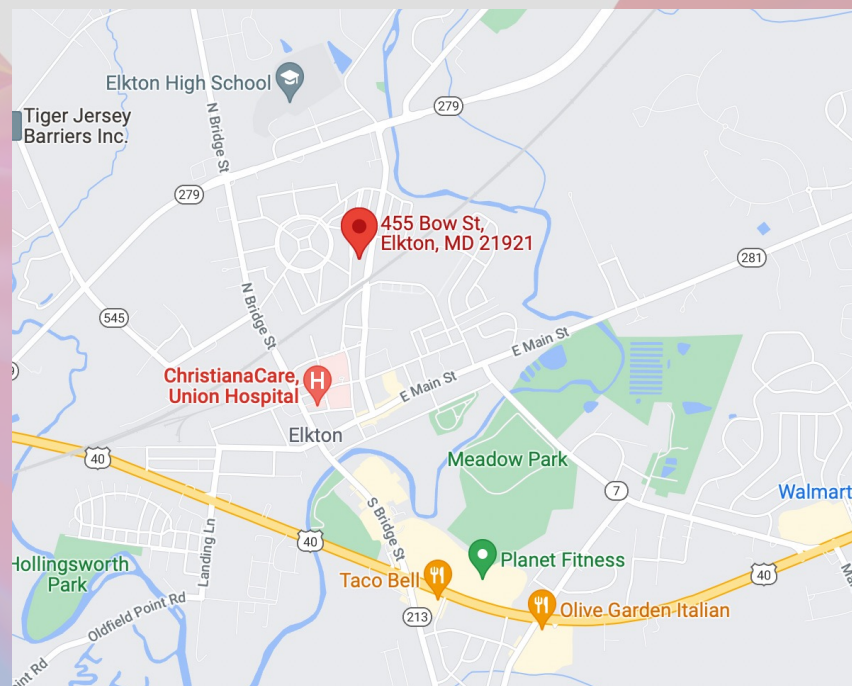 Elkton High School
279
Tiger Jersey
Barriers Inc.
N Bridge St
279
455 Bow St,
Elkton, MD 21921
281
N Bridge St
545
E Main St
ChristianaCare,
Union Hospital
E Main St
Elkton
40
Meadow Park
7
Walmart
S Bridge St
Landing Ln
40
Hollingsworth
Park
Planet Fitness
Taco Bell
40
Oldfield Point Rd
213
Olive Garden Italian